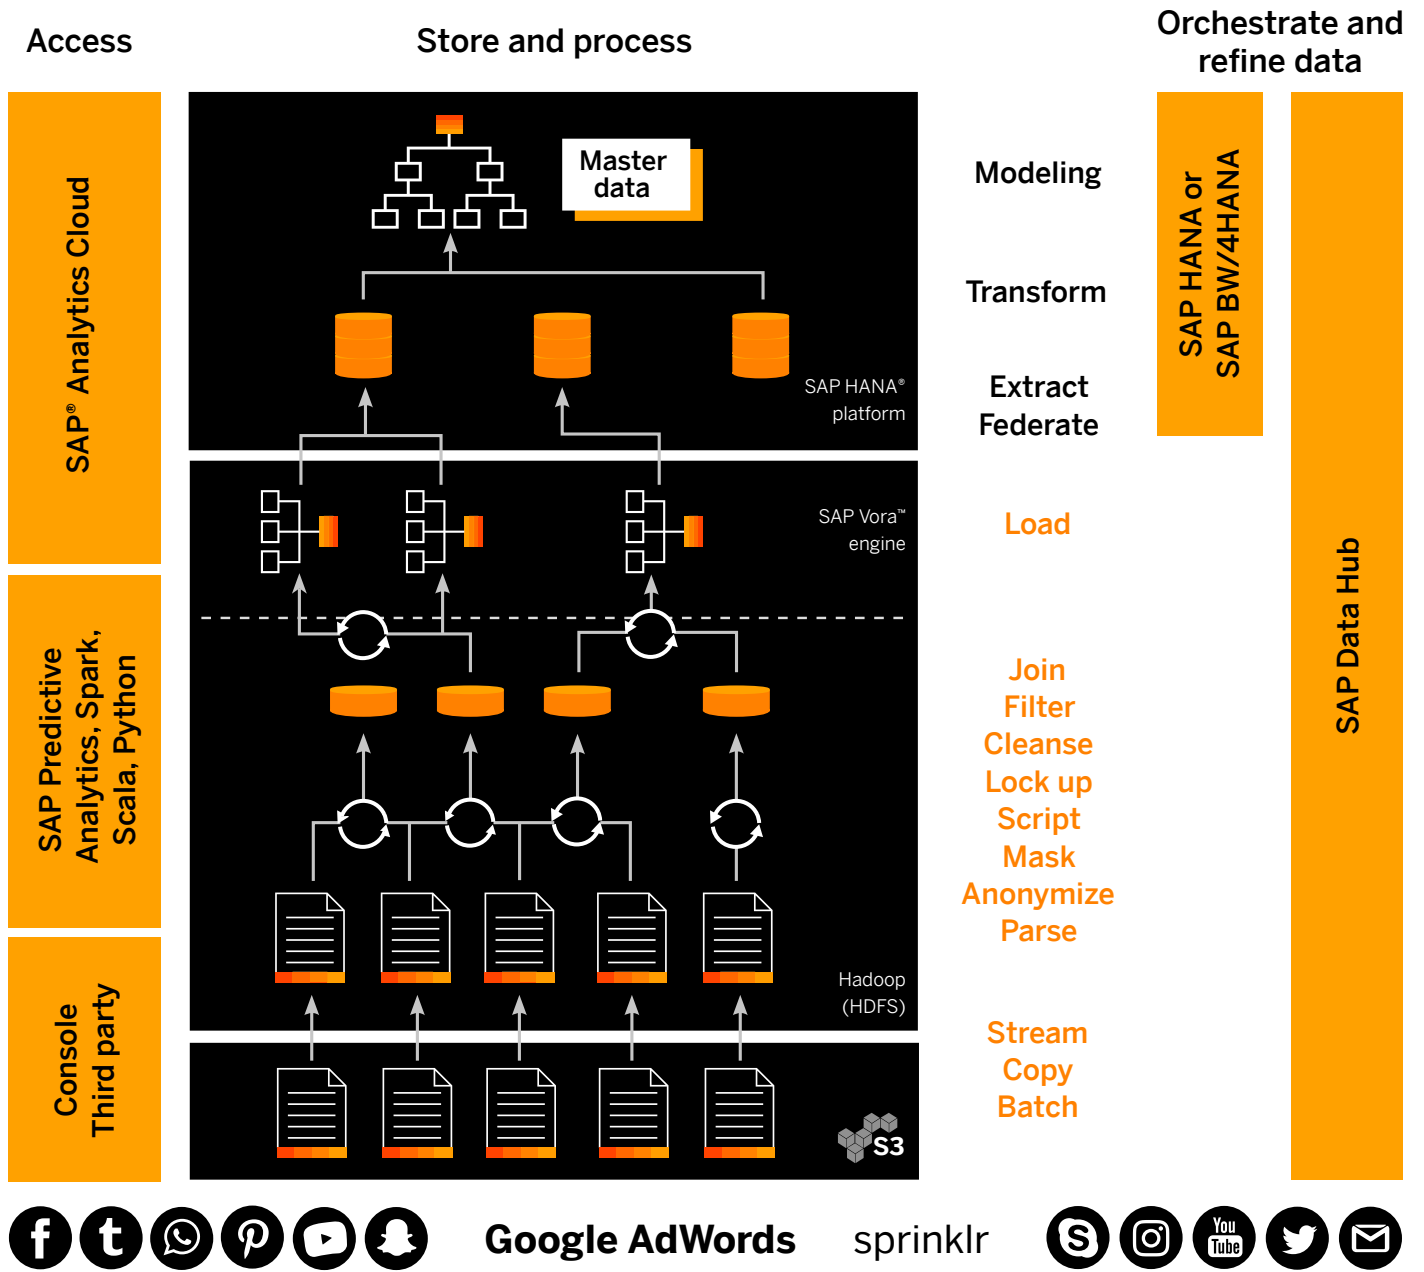 Access
Store and process
Orchestrate and
refine data
SAP® Analytics Cloud
SAP Predictive
Analytics, Spark,
Scala, Python
Console
Third party
Master
data
SAP HANA®
platform
SAP Vora™
engine
Hadoop
(HDFS)
S3
Modeling
Transform
Extract
Federate
Load
Join
Filter
Cleanse
Lock up
Script
Mask
Anonymize
Parse
Stream
Copy
Batch
SAP HANA or
SAP BW/4HANA
SAP Data Hub
Google AdWords
sprinklr
You
Tube